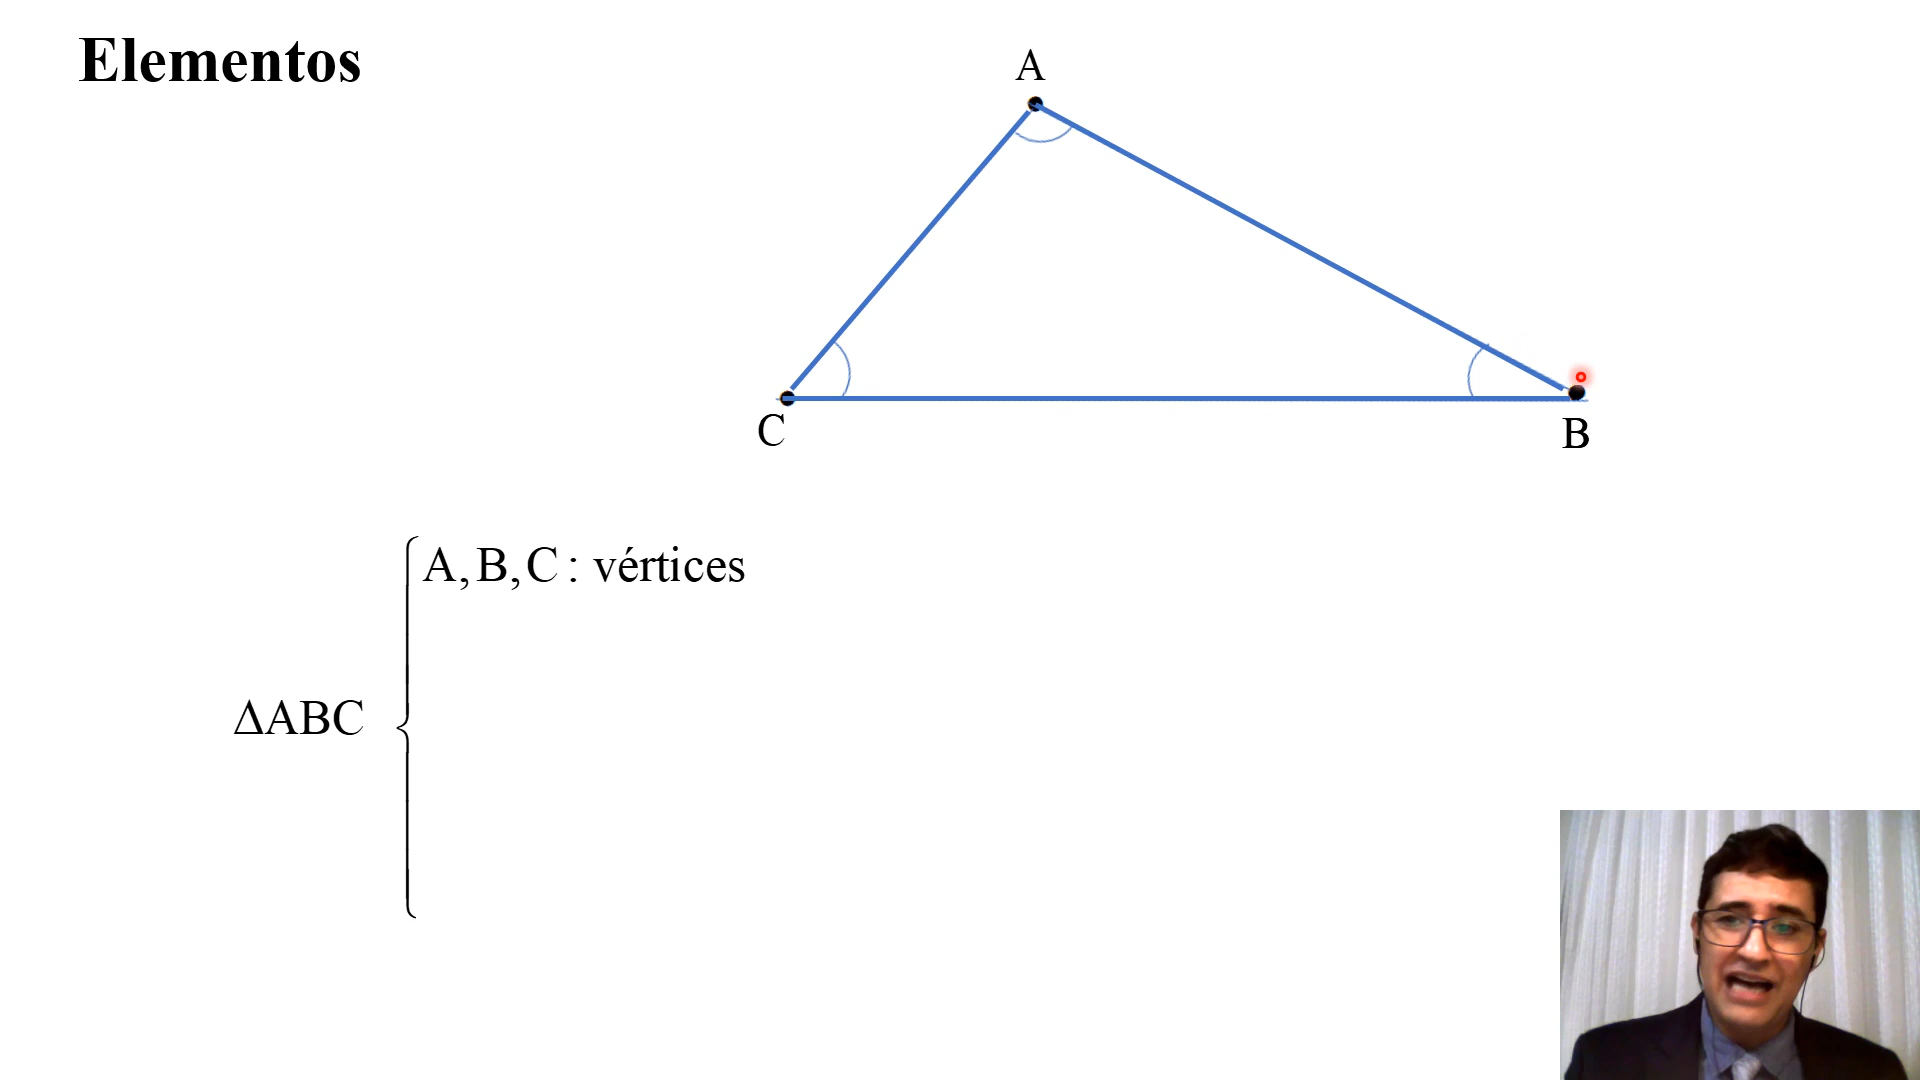 Elementos
A
C
B
A, B, C : vértices
ΔABC